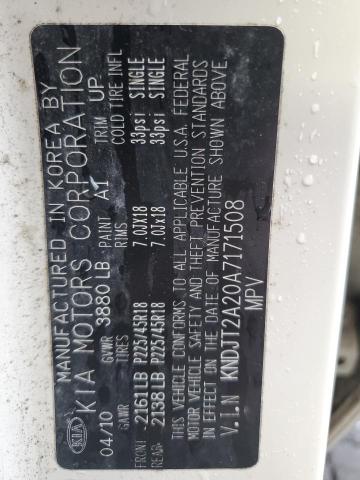 MANUFACTURED IN KOREA BY
KIA KIA MOTORS CORPORATION
04/10 GVWR 3880 LB PAINT A1 TRIM UP
GAWR TIRES RIMS COLD TIRE INFL
FRONT 2161LB P225/45R18 7.0JX18 33psi SINGLE
REAR 2138LB P225/45R18 7.0JX18 33psi SINGLE
THIS VEHICLE CONFORMS TO ALL APPLICABLE U.S.A. FEDERAL
MOTOR VEHICLE SAFETY AND THEFT PREVENTION STANDARDS
IN EFFECT ON THE DATE OF MANUFACTURE SHOWN ABOVE.
V.I.N KNDJT2A20A7171508
MPV